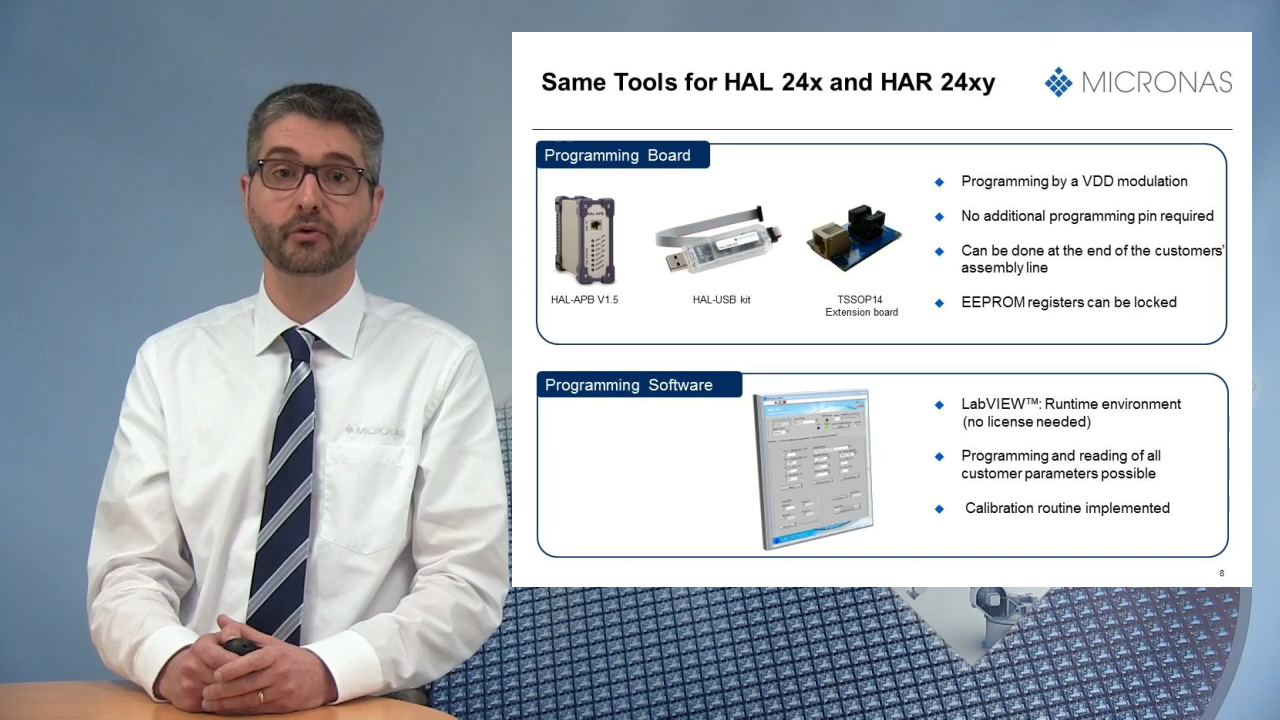 Same Tools for HAL 24x and HAR 24xy
MICRONAS
Programming Board
HAL-APB V1.5
HAL-USB kit
TSSOP14
Extension board
◆ Programming by a VDD modulation
◆ No additional programming pin required
◆ Can be done at the end of the customers'
assembly line
◆ EEPROM registers can be locked
Programming Software
◆ LabVIEW™: Runtime environment
(no license needed)
◆ Programming and reading of all
customer parameters possible
◆ Calibration routine implemented
8
MICRONAS